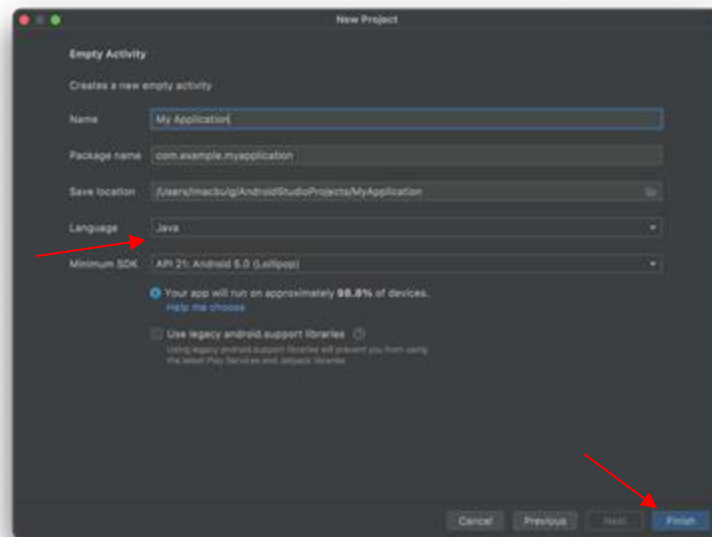 New Project
Empty Activity
Creates a new empty activity
Name My Application
Package name com.example.myapplication
Save location /Users/imacbulg/AndroidStudioProjects/MyApplication
Language Java
Minimum SDK API 21: Android 5.0 (Lollipop)
Your app will run on approximately 98.8% of devices.
Help me choose
Use legacy android.support libraries ?
Using legacy android.support libraries will prevent you from using
the latest Play Services and Jetpack libraries
Cancel Previous Next Finish